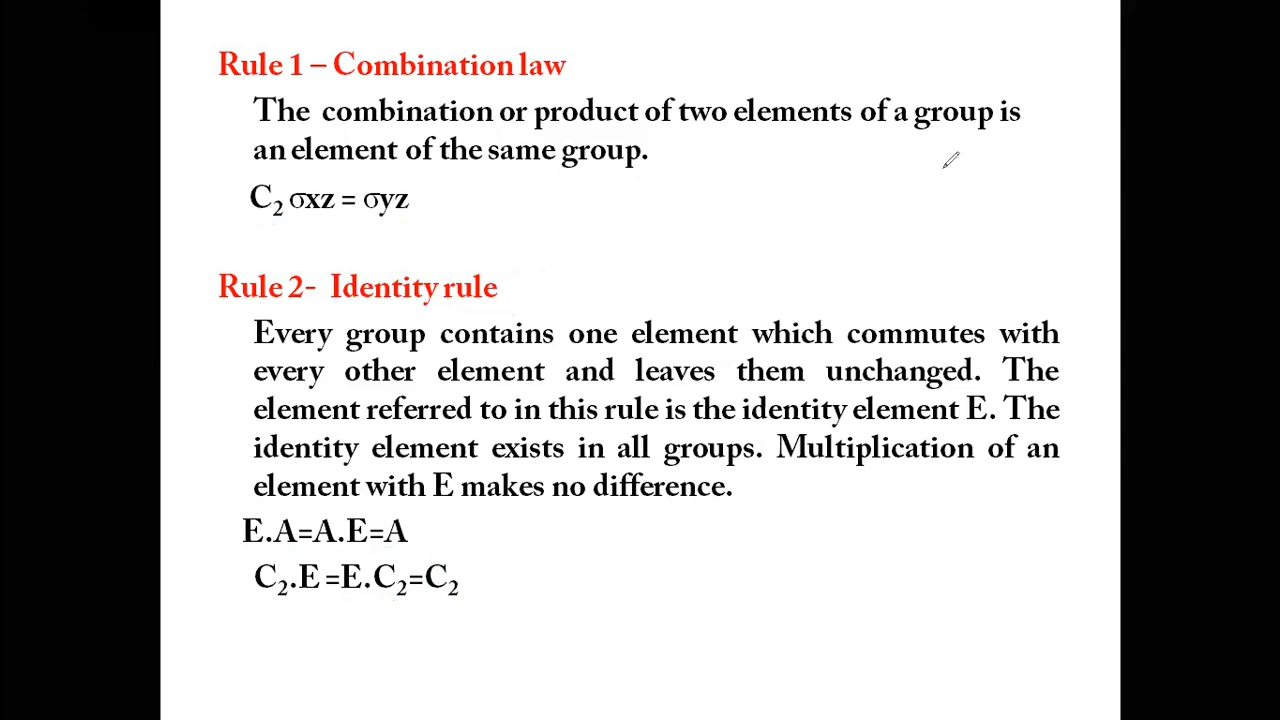 Rule 1 – Combination law
The combination or product of two elements of a group is
an element of the same group.
C₂ σxz = σyz
Rule 2- Identity rule
Every group contains one element which commutes with
every other element and leaves them unchanged. The
element referred to in this rule is the identity element E. The
identity element exists in all groups. Multiplication of an
element with E makes no difference.
E.A=A.E=A
C₂.E =E.C₂=C₂